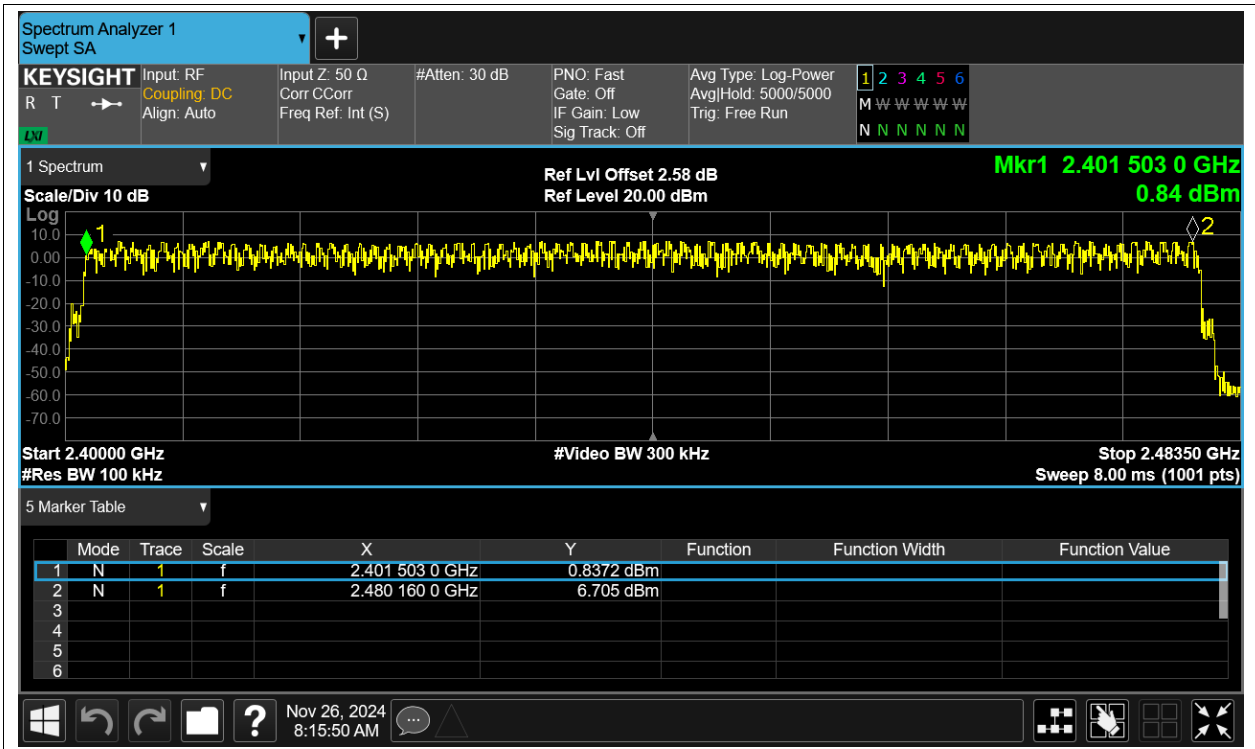 Spectrum Analyzer 1
Swept SA
KEYSIGHT Input: RF Input Z: 50 Ω #Atten: 30 dB PNO: Fast Avg Type: Log-Power 1 2 3 4 5 6
R T Coupling: DC Corr CCorr Gate: Off Avg|Hold: 5000/5000 M W W W W W
Align: Auto Freq Ref: Int (S) IF Gain: Low Trig: Free Run
LXI Sig Track: Off N N N N N N
1 Spectrum Ref Lvl Offset 2.58 dB Mkr1 2.401 503 0 GHz
Scale/Div 10 dB Ref Level 20.00 dBm 0.84 dBm
Log
1 2
10.0
0.00
-10.0
-20.0
-30.0
-40.0
-50.0
-60.0
-70.0
Start 2.40000 GHz #Video BW 300 kHz Stop 2.48350 GHz
#Res BW 100 kHz Sweep 8.00 ms (1001 pts)
5 Marker Table
Mode Trace Scale X Y Function Function Width Function Value
1 N 1 f 2.401 503 0 GHz 0.8372 dBm
2 N 1 f 2.480 160 0 GHz 6.705 dBm
3
4
5
6
? Nov 26, 2024
8:15:50 AM